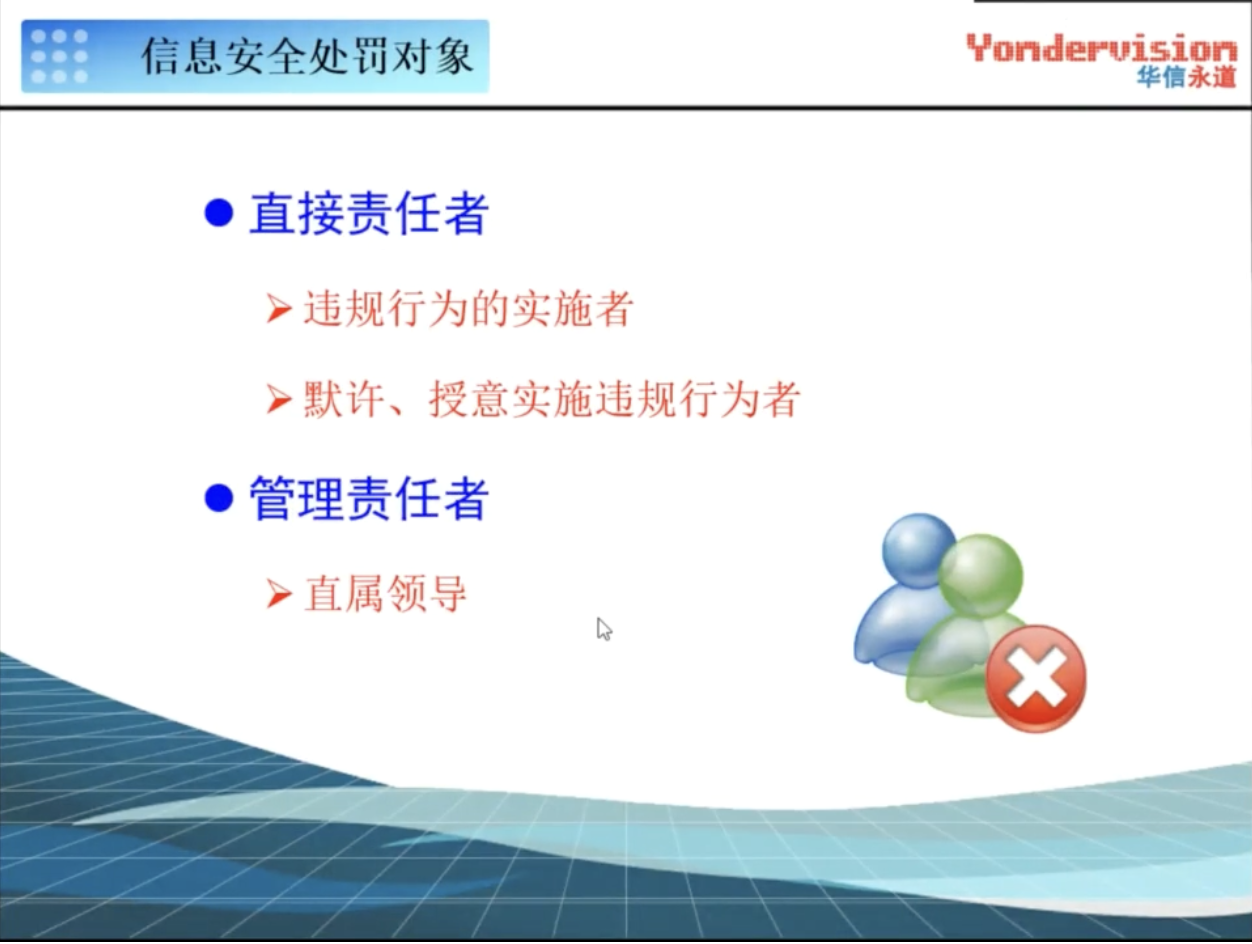 信息安全处罚对象
Yondervision
华信永道
直接责任者
违规行为的实施者
默许、授意实施违规行为者
管理责任者
直属领导